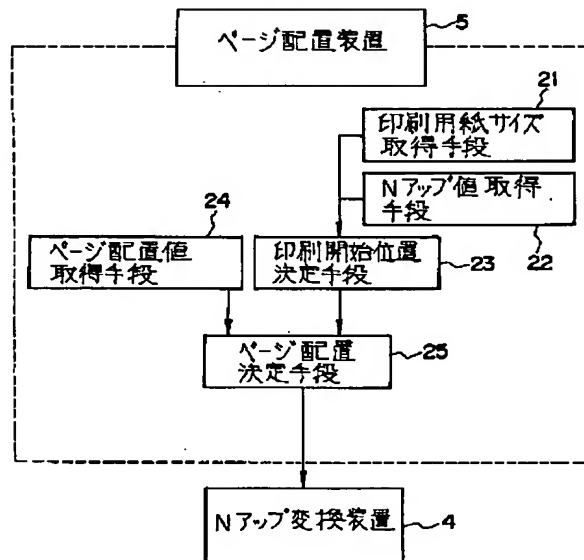 ページ配置装置
5
21
印刷用紙サイズ
取得手段
Nアップ値取得
手段
22
24
ページ配置値
取得手段
印刷開始位置
決定手段
23
ページ配置
決定手段
25
Nアップ変換装置
4